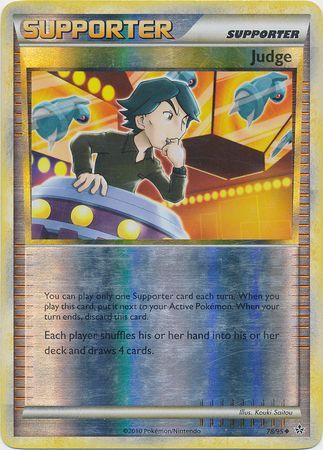 SUPPORTER
SUPPORTER
Judge
You can play only one Supporter card each turn. When you
play this card, put it next to your Active Pokémon. When your
turn ends, discard this card.
Each player shuffles his or her hand into his or her
deck and draws 4 cards.
Illus. Kouki Saitou
©2010 Pokémon/Nintendo
78/95